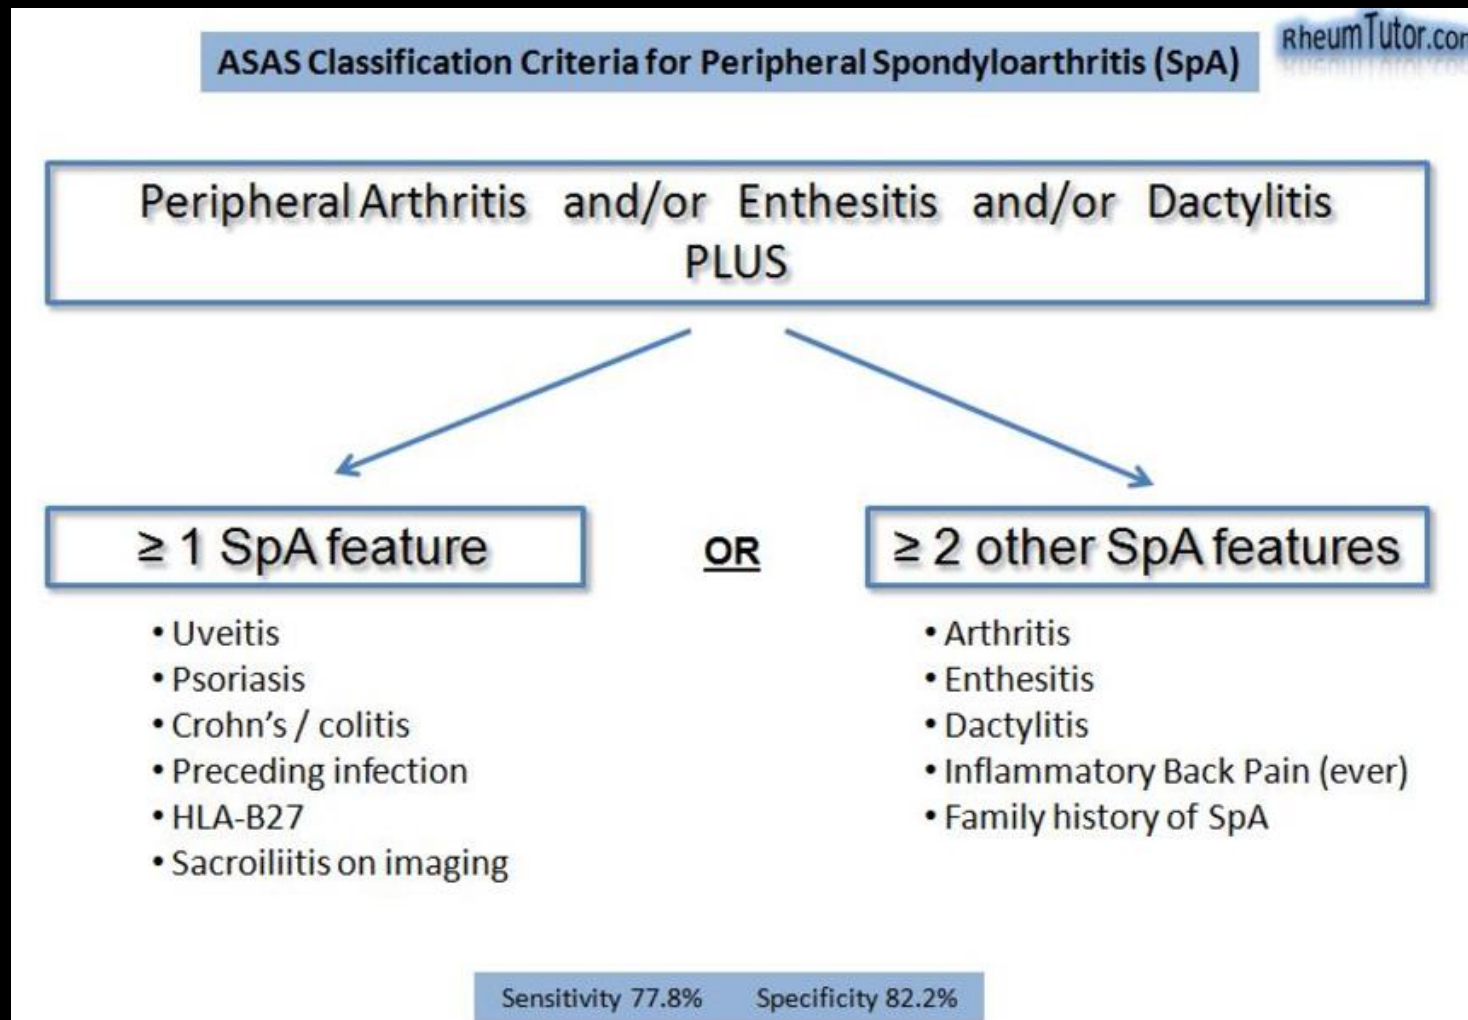 ASAS Classification Criteria for Peripheral Spondyloarthritis (SpA)
RheumTutor.com
Peripheral Arthritis and/or Enthesitis and/or Dactylitis
PLUS
≥ 1 SpA feature
• Uveitis
• Psoriasis
• Crohn's / colitis
• Preceding infection
• HLA-B27
• Sacroiliitis on imaging
OR
≥ 2 other SpA features
• Arthritis
• Enthesitis
• Dactylitis
• Inflammatory Back Pain (ever)
• Family history of SpA
Sensitivity 77.8% Specificity 82.2%